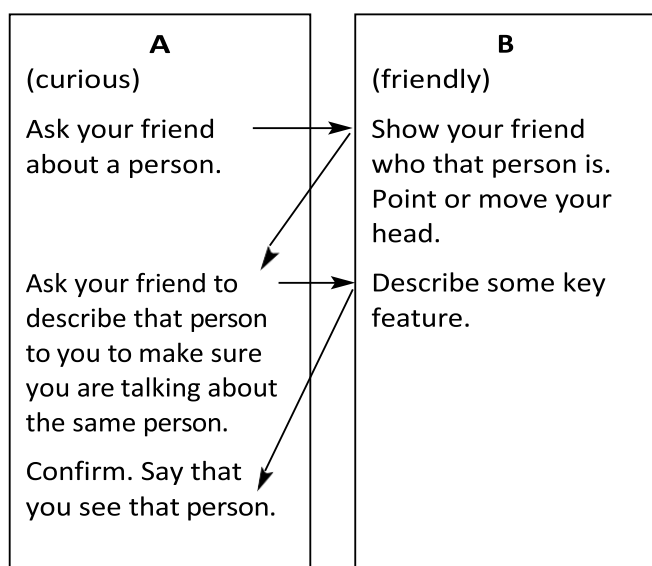 A
(curious)
Ask your friend
about a person.
Ask your friend to
describe that person
to you to make sure
you are talking about
the same person.
Confirm. Say that
you see that person.
B
(friendly)
Show your friend
who that person is.
Point or move your
head.
Describe some key
feature.